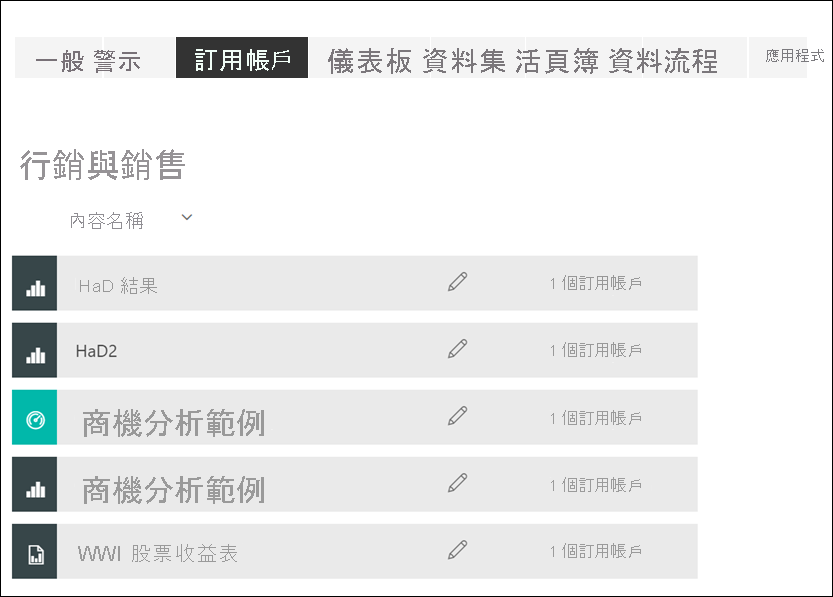 一般 警示 訂用帳戶 儀表板 資料集 活頁簿 資料流程 應用程式
行銷與銷售
內容名稱
HaD 結果 1 個訂用帳戶
HaD2 1 個訂用帳戶
商機分析範例 1 個訂用帳戶
商機分析範例 1 個訂用帳戶
WWI 股票收益表 1 個訂用帳戶